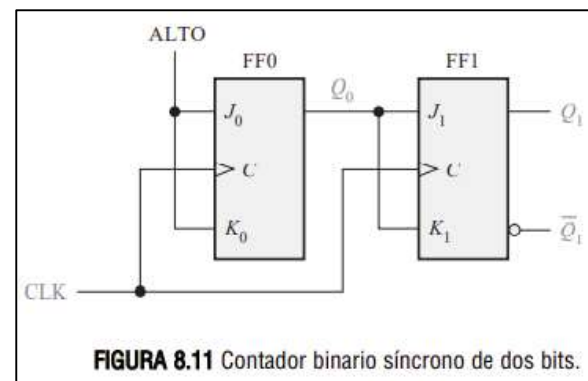 ALTO
FF0
FF1
Q0
J0
J1
Q1
C
C
K0
K1
Q̅1
CLK
FIGURA 8.11 Contador binario síncrono de dos bits.